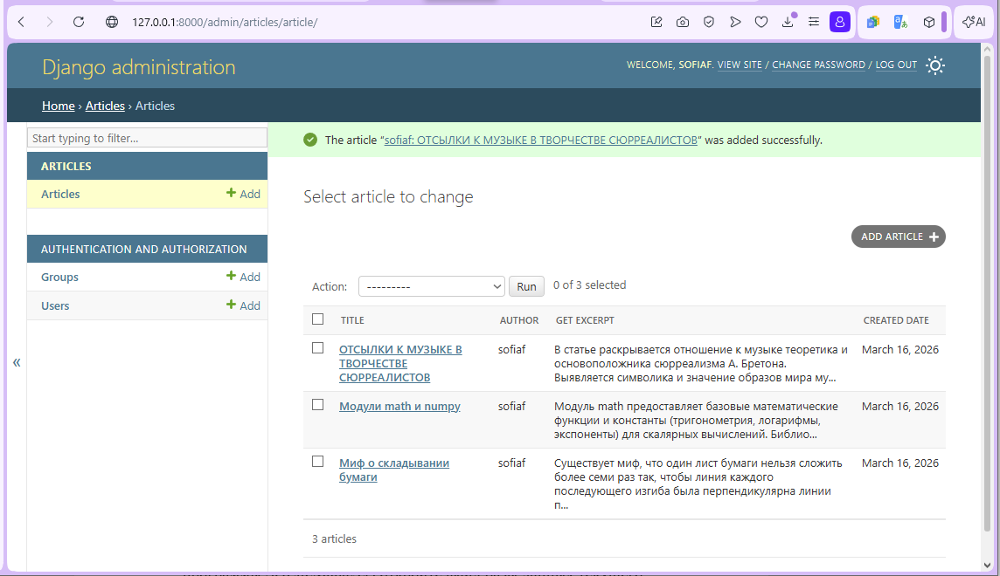 127.0.0.1:8000/admin/articles/article/
AI
Django administration
WELCOME, SOFIAF. VIEW SITE / CHANGE PASSWORD / LOG OUT
Home › Articles › Articles
Start typing to filter...
ARTICLES
Articles
+ Add
AUTHENTICATION AND AUTHORIZATION
Groups
+ Add
Users
+ Add
«
The article “sofiaf: ОТСЫЛКИ К МУЗЫКЕ В ТВОРЧЕСТВЕ СЮРРЕАЛИСТОВ” was added successfully.
Select article to change
ADD ARTICLE +
Action:
---------
Run
0 of 3 selected
TITLE
AUTHOR
GET EXCERPT
CREATED DATE
ОТСЫЛКИ К МУЗЫКЕ В
ТВОРЧЕСТВЕ
СЮРРЕАЛИСТОВ
sofiaf
В статье раскрывается отношение к музыке теоретика и
основоположника сюрреализма А. Бретона.
Выявляется символика и значение образов мира му...
March 16, 2026
Модули math и numpy
sofiaf
Модуль math предоставляет базовые математические
функции и константы (тригонометрия, логарифмы,
экспоненты) для скалярных вычислений. Библио...
March 16, 2026
Миф о складывании
бумаги
sofiaf
Существует миф, что один лист бумаги нельзя сложить
более семи раз так, чтобы линия каждого
последующего изгиба была перпендикулярна линии
п...
March 16, 2026
3 articles